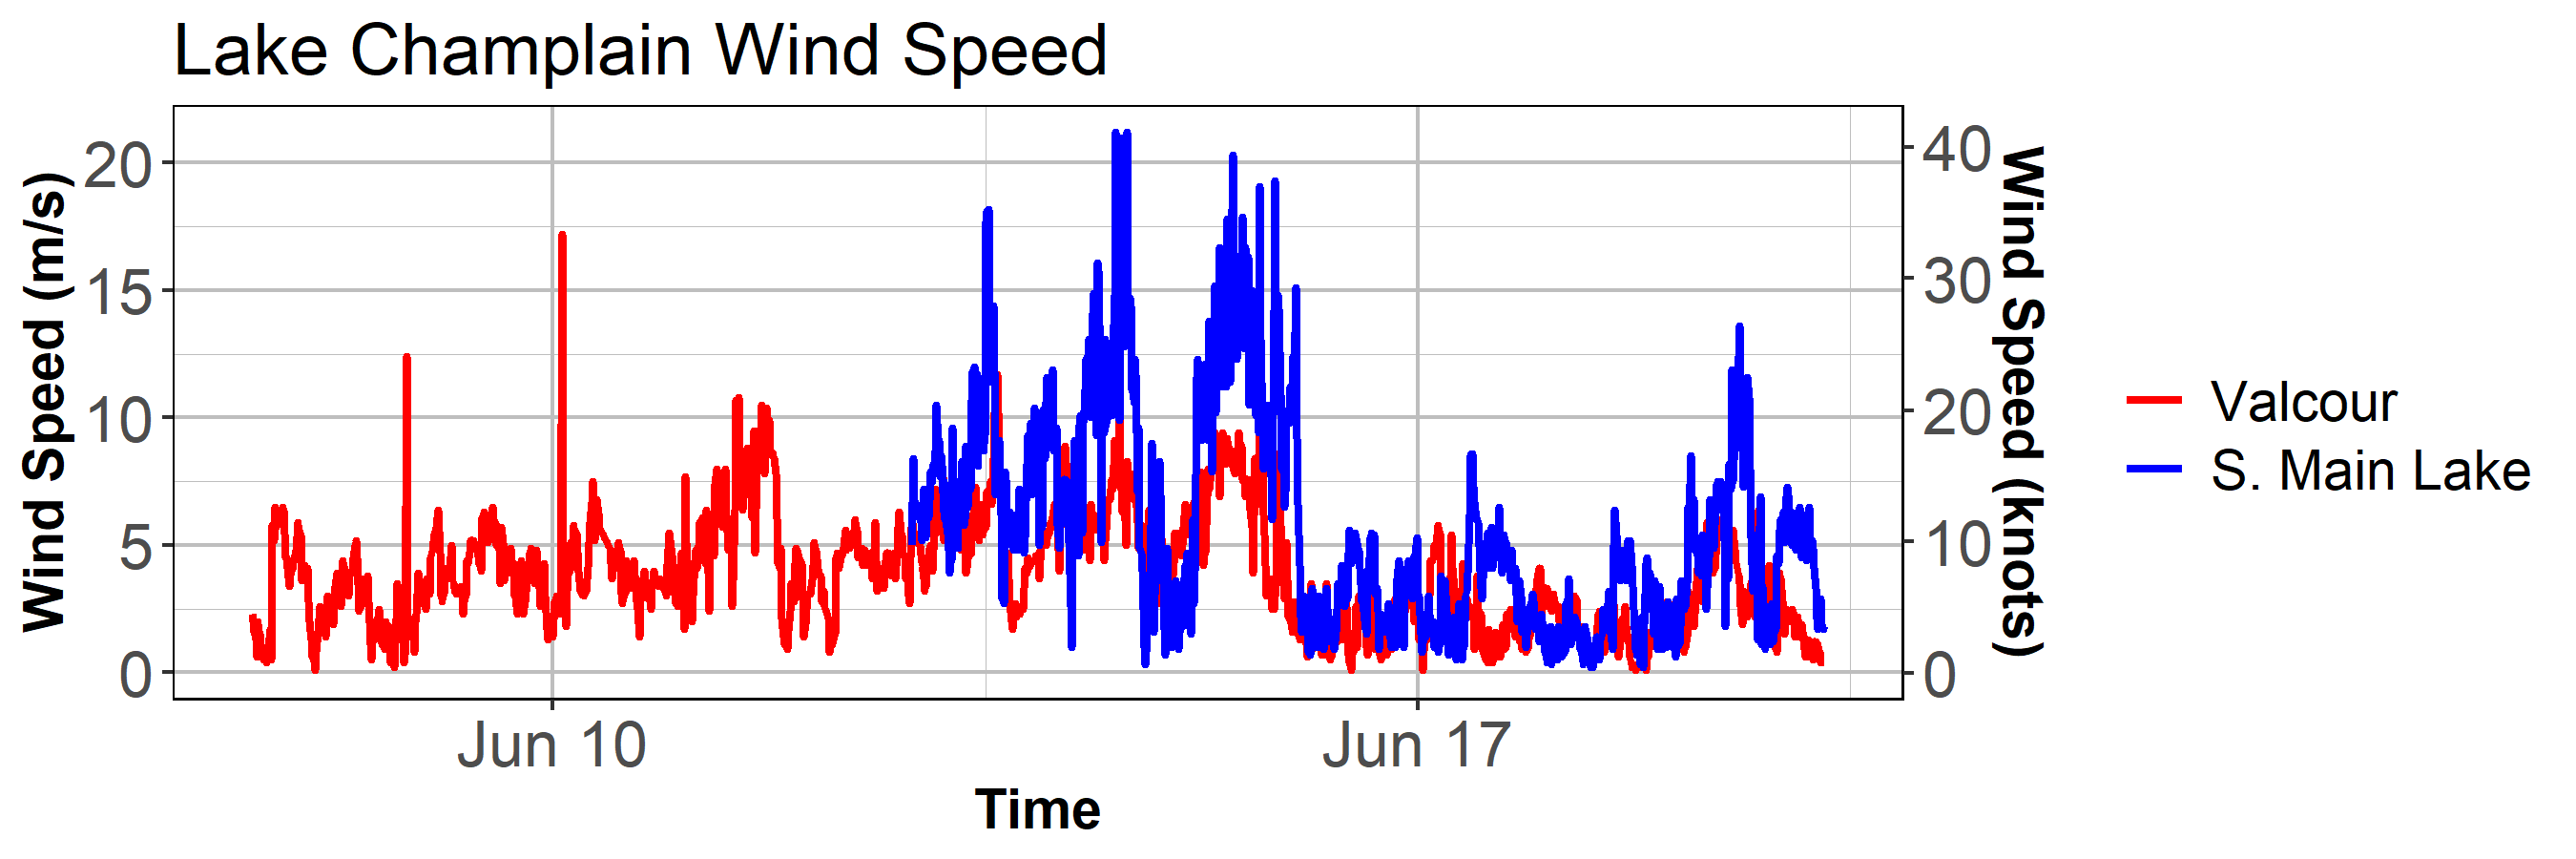 Lake Champlain Wind Speed
Wind Speed (m/s)
20
15
10
5
0
40
30
20
10
0
Wind Speed (knots)
Valcour
S. Main Lake
Jun 10
Jun 17
Time